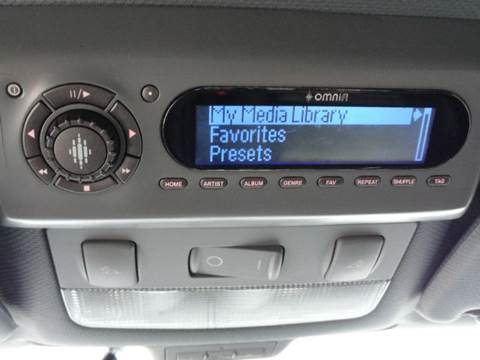 OMNIFI
My Media Library
Favorites
Presets
HOME ARTIST ALBUM GENRE FAV REPEAT SHUFFLE TAG